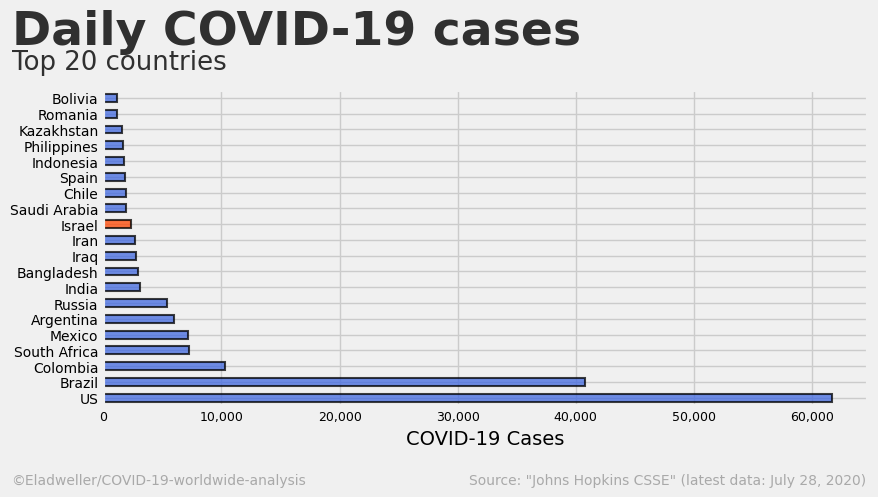 Daily COVID-19 cases
Top 20 countries
Bolivia
Romania
Kazakhstan
Philippines
Indonesia
Spain
Chile
Saudi Arabia
Israel
Iran
Iraq
Bangladesh
India
Russia
Argentina
Mexico
South Africa
Colombia
Brazil
US
0 10,000 20,000 30,000 40,000 50,000 60,000
COVID-19 Cases
©Eladweller/COVID-19-worldwide-analysis Source: "Johns Hopkins CSSE" (latest data: July 28, 2020)